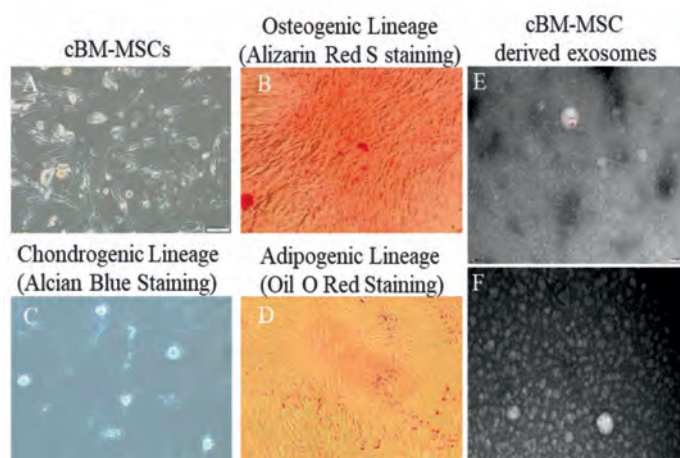 cBM-MSCs
Osteogenic Lineage
(Alizarin Red S staining)
cBM-MSC
derived exosomes
A
B
E
Chondrogenic Lineage
(Alcian Blue Staining)
Adipogenic Lineage
(Oil O Red Staining)
C
D
F